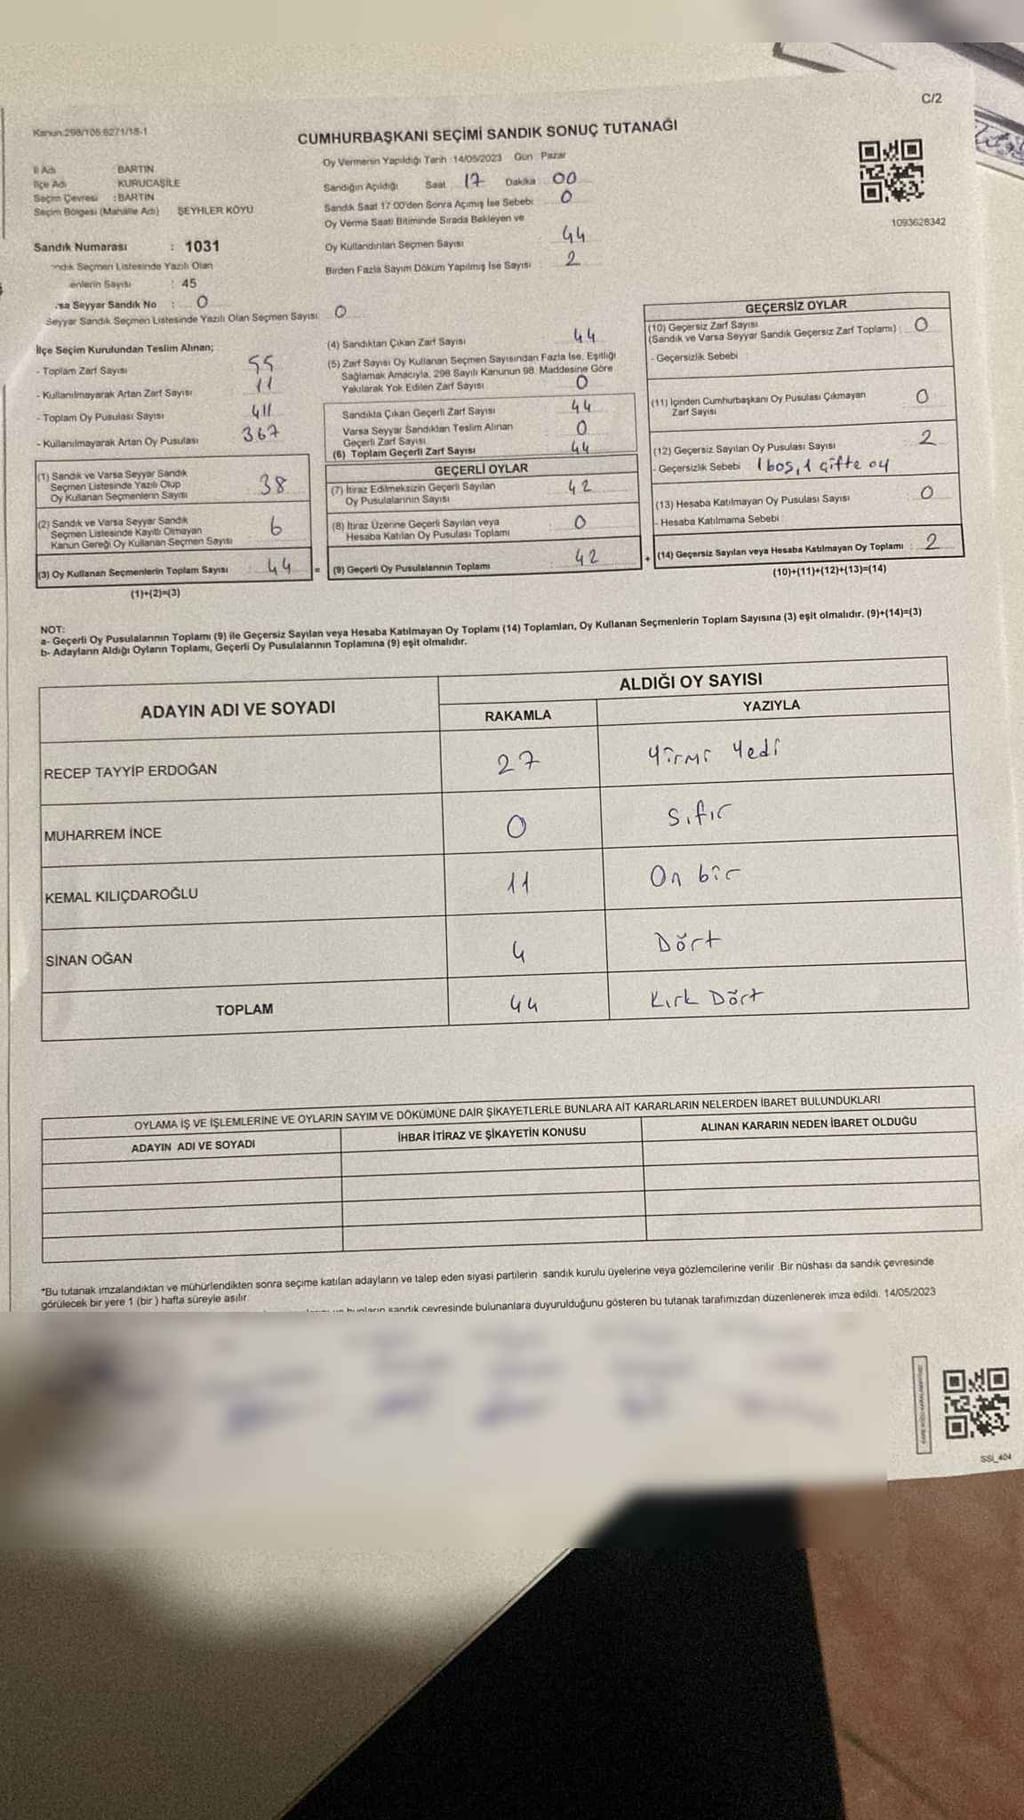 C/2
Kanun:298/105:6271/18-1
CUMHURBAŞKANI SEÇİMİ SANDIK SONUÇ TUTANAĞI
İl Adı : BARTIN
İlçe Adı : KURUCAŞİLE
Seçim Çevresi : BARTIN
Seçim Bölgesi (Mahalle Adı) ŞEYHLER KÖYÜ
Sandık Numarası : 1031
Seçmen Listesinde Yazılı Olan
Sayısı : 45
Seyyar Sandık No : 0
Seyyar Sandık Seçmen Listesinde Yazılı Olan Seçmen Sayısı: 0
Oy Vermenin Yapıldığı Tarih :14/05/2023 Gün Pazar
Sandığın Açıldığı Saat 17 Dakika 00
Sandık Saat 17:00'den Sonra Açılmış İse Sebebi 0
Oy Verme Saati Bitiminde Sırada Bekleyen ve
Oy Kullandırılan Seçmen Sayısı 44
Birden Fazla Sayım Döküm Yapılmış İse Sayısı : 2
1093628342
İlçe Seçim Kurulundan Teslim Alınan;
- Toplam Zarf Sayısı 55
- Kullanılmayarak Artan Zarf Sayısı 11
- Toplam Oy Pusulası Sayısı 411
- Kullanılmayarak Artan Oy Pusulası 367
(1) Sandık ve Varsa Seyyar Sandık
Seçmen Listesinde Yazılı Olup
Oy Kullanan Seçmenlerin Sayısı 38
(2) Sandık ve Varsa Seyyar Sandık
Seçmen Listesinde Kayıtlı Olmayan
Kanun Gereği Oy Kullanan Seçmen Sayısı 6
(3) Oy Kullanan Seçmenlerin Toplam Sayısı 44 =
(1)+(2)=(3)
(4) Sandıktan Çıkan Zarf Sayısı 44
(5) Zarf Sayısı Oy Kullanan Seçmen Sayısından Fazla İse, Eşitliği
Sağlamak Amacıyla, 298 Sayılı Kanunun 98. Maddesine Göre
Yakılarak Yok Edilen Zarf Sayısı 0
Sandıkta Çıkan Geçerli Zarf Sayısı 44
Varsa Seyyar Sandıktan Teslim Alınan
Geçerli Zarf Sayısı 0
(6) Toplam Geçerli Zarf Sayısı 44
GEÇERLİ OYLAR
(7) İtiraz Edilmeksizin Geçerli Sayılan
Oy Pusulalarının Sayısı : 42
(8) İtiraz Üzerine Geçerli Sayılan veya
Hesaba Katılan Oy Pusulası Toplamı : 0
(9) Geçerli Oy Pusulalarının Toplamı : 42 +
GEÇERSİZ OYLAR
(10) Geçersiz Zarf Sayısı
(Sandık ve Varsa Seyyar Sandık Geçersiz Zarf Toplamı) : 0
- Geçersizlik Sebebi :
(11) İçinden Cumhurbaşkanı Oy Pusulası Çıkmayan
Zarf Sayısı 0
(12) Geçersiz Sayılan Oy Pusulası Sayısı 2
- Geçersizlik Sebebi 1 boş, 1 çifte oy
(13) Hesaba Katılmayan Oy Pusulası Sayısı 0
- Hesaba Katılmama Sebebi :
(14) Geçersiz Sayılan veya Hesaba Katılmayan Oy Toplamı : 2
(10)+(11)+(12)+(13)=(14)
NOT:
a- Geçerli Oy Pusulalarının Toplamı (9) ile Geçersiz Sayılan veya Hesaba Katılmayan Oy Toplamı (14) Toplamları, Oy Kullanan Seçmenlerin Toplam Sayısına (3) eşit olmalıdır. (9)+(14)=(3)
b- Adayların Aldığı Oyların Toplamı, Geçerli Oy Pusulalarının Toplamına (9) eşit olmalıdır.
ADAYIN ADI VE SOYADI
ALDIĞI OY SAYISI
RAKAMLA YAZIYLA
RECEP TAYYİP ERDOĞAN 27 Yirmi Yedi
MUHARREM İNCE 0 Sıfır
KEMAL KILIÇDAROĞLU 11 On bir
SİNAN OĞAN 4 Dört
TOPLAM 44 Kırk Dört
OYLAMA İŞ VE İŞLEMLERİNE VE OYLARIN SAYIM VE DÖKÜMÜNE DAİR ŞİKAYETLERLE BUNLARA AİT KARARLARIN NELERDEN İBARET BULUNDUKLARI
ADAYIN ADI VE SOYADI İHBAR İTİRAZ VE ŞİKAYETİN KONUSU ALINAN KARARIN NEDEN İBARET OLDUĞU
*Bu tutanak imzalandıktan ve mühürlendikten sonra seçime katılan adayların ve talep eden siyasi partilerin sandık kurulu üyelerine veya gözlemcilerine verilir. Bir nüshası da sandık çevresinde
görülecek bir yere 1 (bir) hafta süreyle asılır.
bunların sandık çevresinde bulunanlara duyurulduğunu gösteren bu tutanak tarafımızdan düzenlenerek imza edildi. 14/05/2023
SSI_404